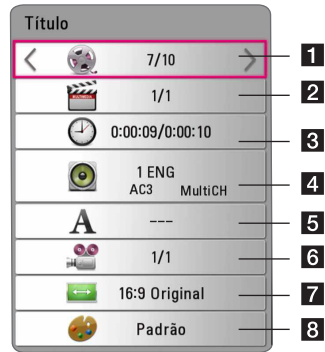 Título
7/10 1
1/1 2
0:00:09/0:00:10 3
1 ENG
AC3 MultiCH 4
A --- 5
1/1 6
16:9 Original 7
Padrão 8